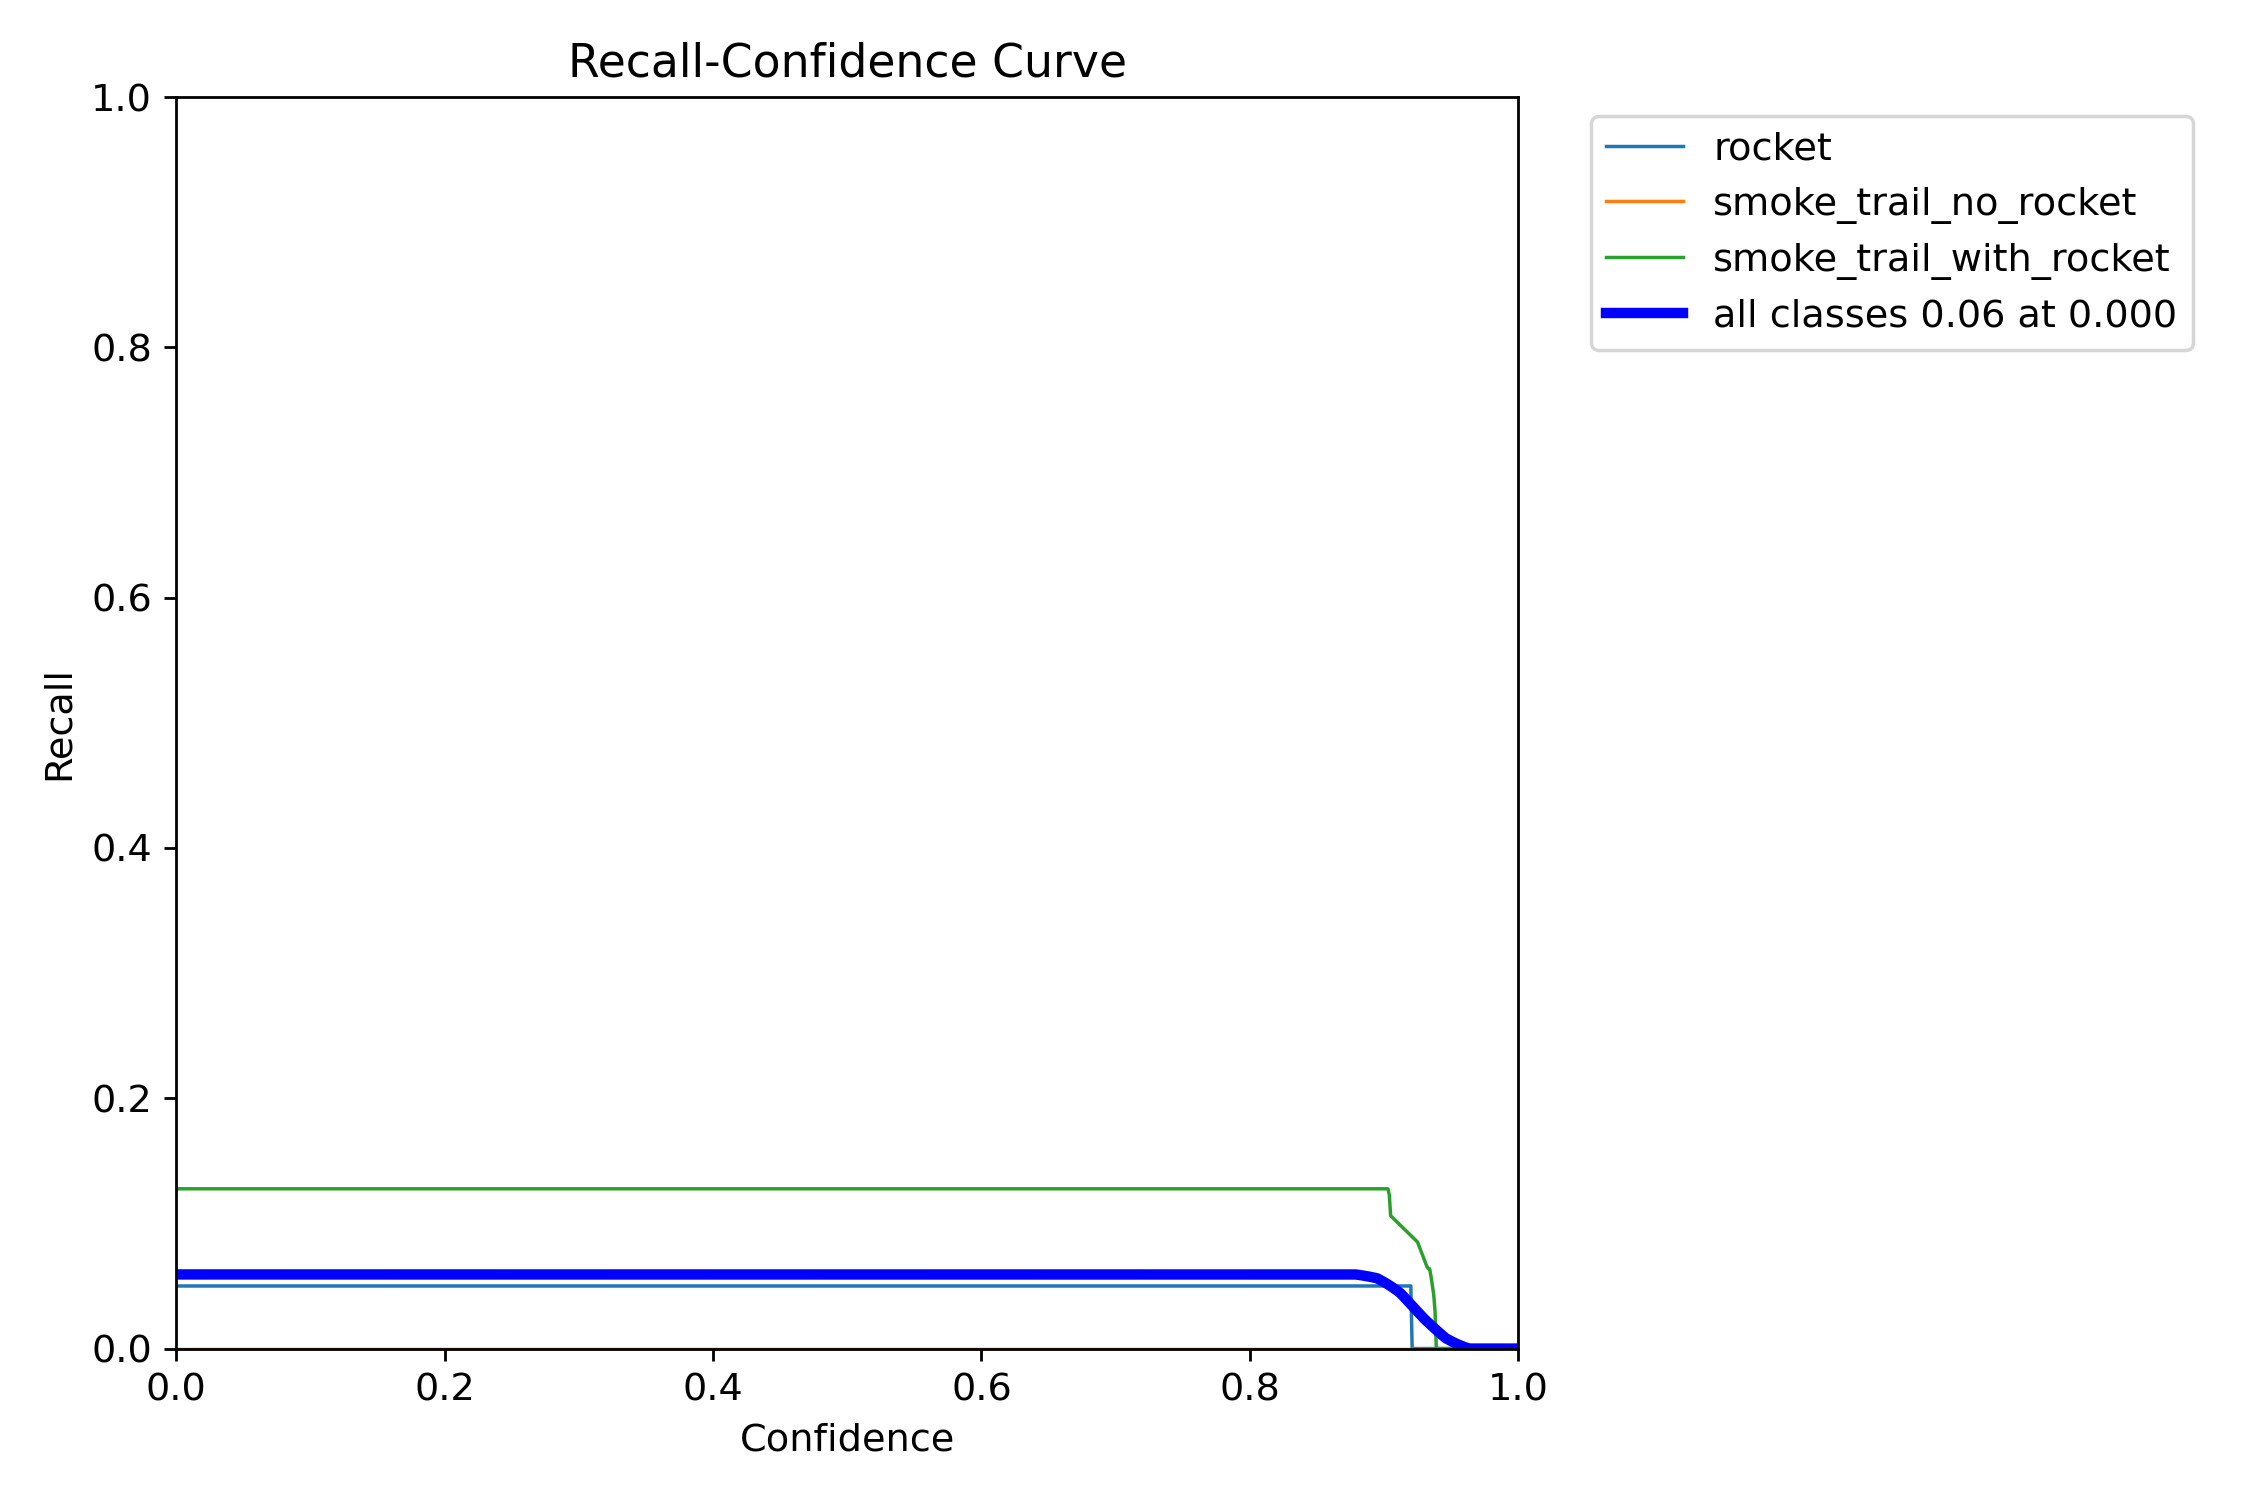 Recall-Confidence Curve
1.0
0.8
0.6
0.4
0.2
0.0
Recall
0.0 0.2 0.4 0.6 0.8 1.0
Confidence
rocket
smoke_trail_no_rocket
smoke_trail_with_rocket
all classes 0.06 at 0.000